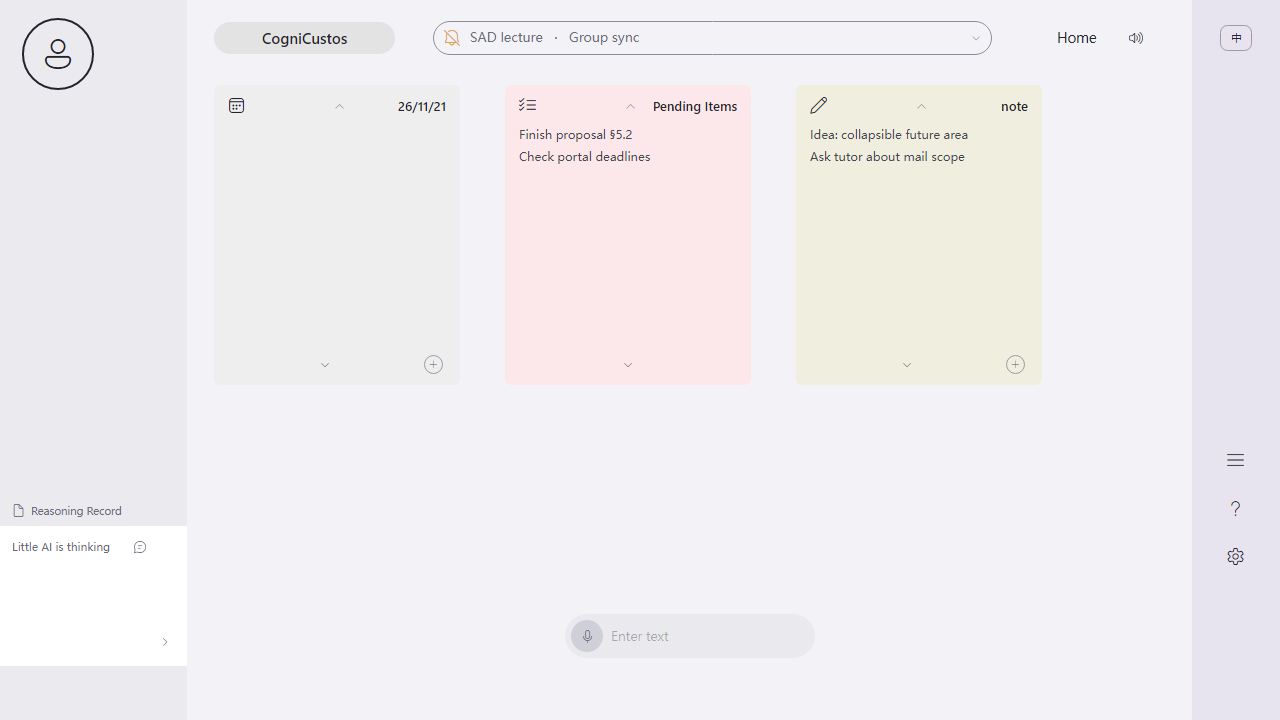 CogniCustos
SAD lecture · Group sync
Home
中
26/11/21
Pending Items
Finish proposal §5.2
Check portal deadlines
note
Idea: collapsible future area
Ask tutor about mail scope
Reasoning Record
Little AI is thinking
?
Enter text